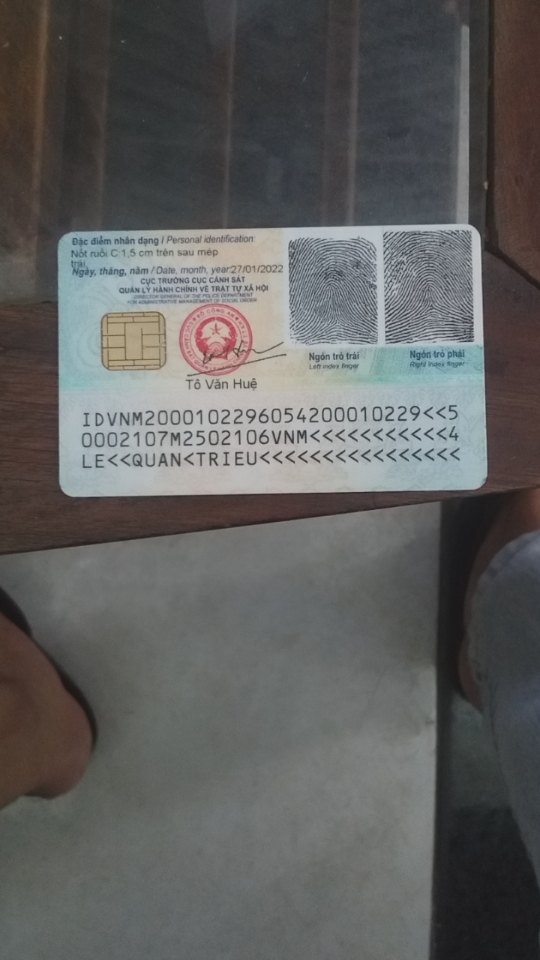 Đặc điểm nhân dạng / Personal identification:
Nốt ruồi C:1,5 cm trên sau mép
trái
Ngày, tháng, năm / Date, month, year:27/01/2022
CỤC TRƯỞNG CỤC CẢNH SÁT
QUẢN LÝ HÀNH CHÍNH VỀ TRẬT TỰ XÃ HỘI
DIRECTOR GENERAL OF THE POLICE DEPARTMENT
FOR ADMINISTRATIVE MANAGEMENT OF SOCIAL ORDER
Tô Văn Huệ
Ngón trỏ trái
Left index finger
Ngón trỏ phải
Right index finger
IDVNM2000102296054200010229<<5
0002107M2502106VNM<<<<<<<<<<<4
LE<<QUAN<TRIEU<<<<<<<<<<<<<<<<